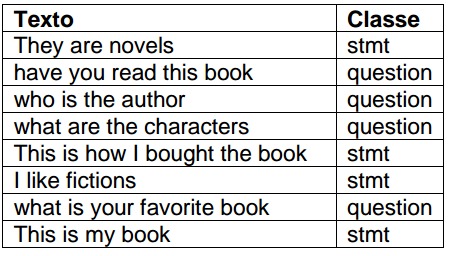 Texto Classe
They are novels stmt
have you read this book question
who is the author question
what are the characters question
This is how I bought the book stmt
I like fictions stmt
what is your favorite book question
This is my book stmt